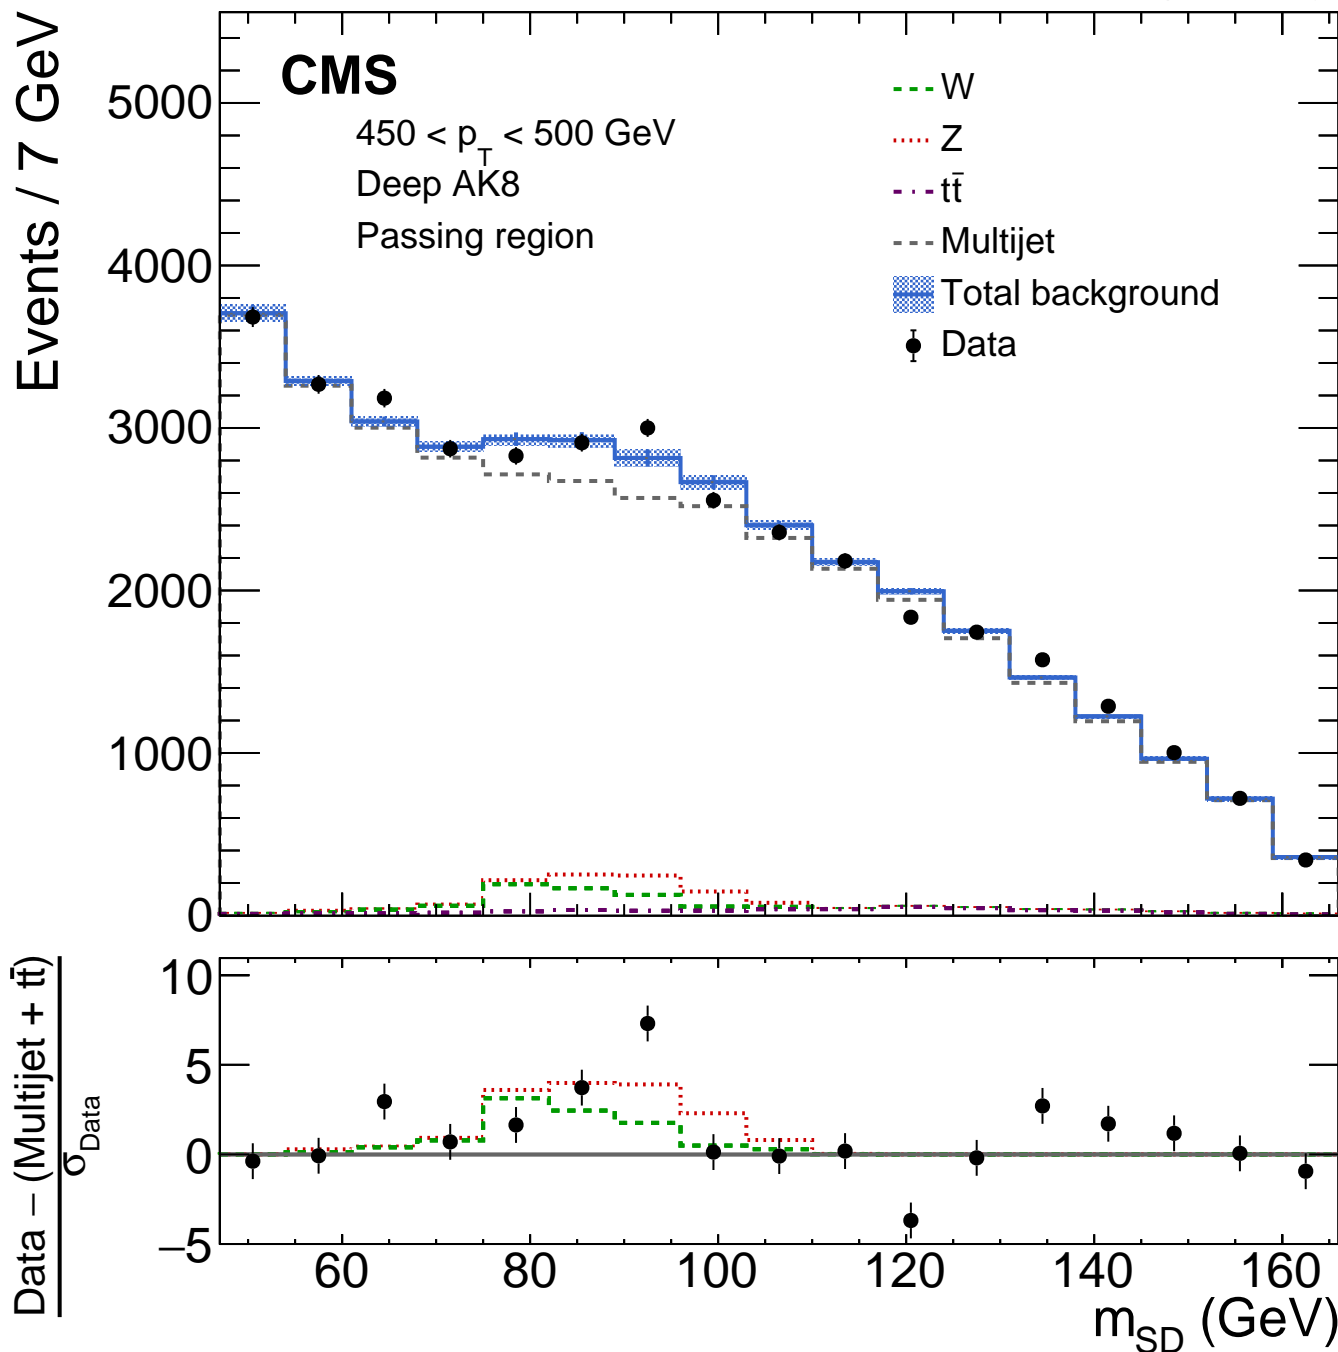 CMS
450 < p_T < 500 GeV
Deep AK8
Passing region
W
Z
tt̄
Multijet
Total background
Data
Events / 7 GeV
5000
4000
3000
2000
1000
0
Data − (Multijet + tt̄)
σ_Data
10
5
0
−5
60 80 100 120 140 160
m_SD (GeV)